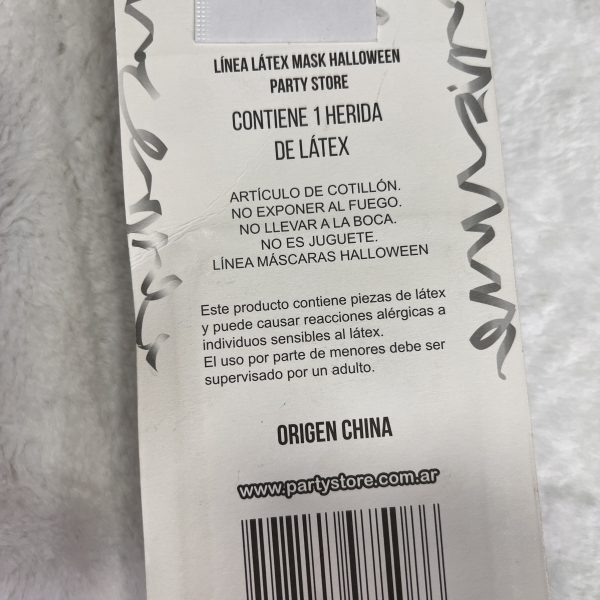 LÍNEA LÁTEX MASK HALLOWEEN
PARTY STORE
CONTIENE 1 HERIDA
DE LÁTEX
ARTÍCULO DE COTILLÓN.
NO EXPONER AL FUEGO.
NO LLEVAR A LA BOCA.
NO ES JUGUETE.
LÍNEA MÁSCARAS HALLOWEEN
Este producto contiene piezas de látex
y puede causar reacciones alérgicas a
individuos sensibles al látex.
El uso por parte de menores debe ser
supervisado por un adulto.
ORIGEN CHINA
www.partystore.com.ar